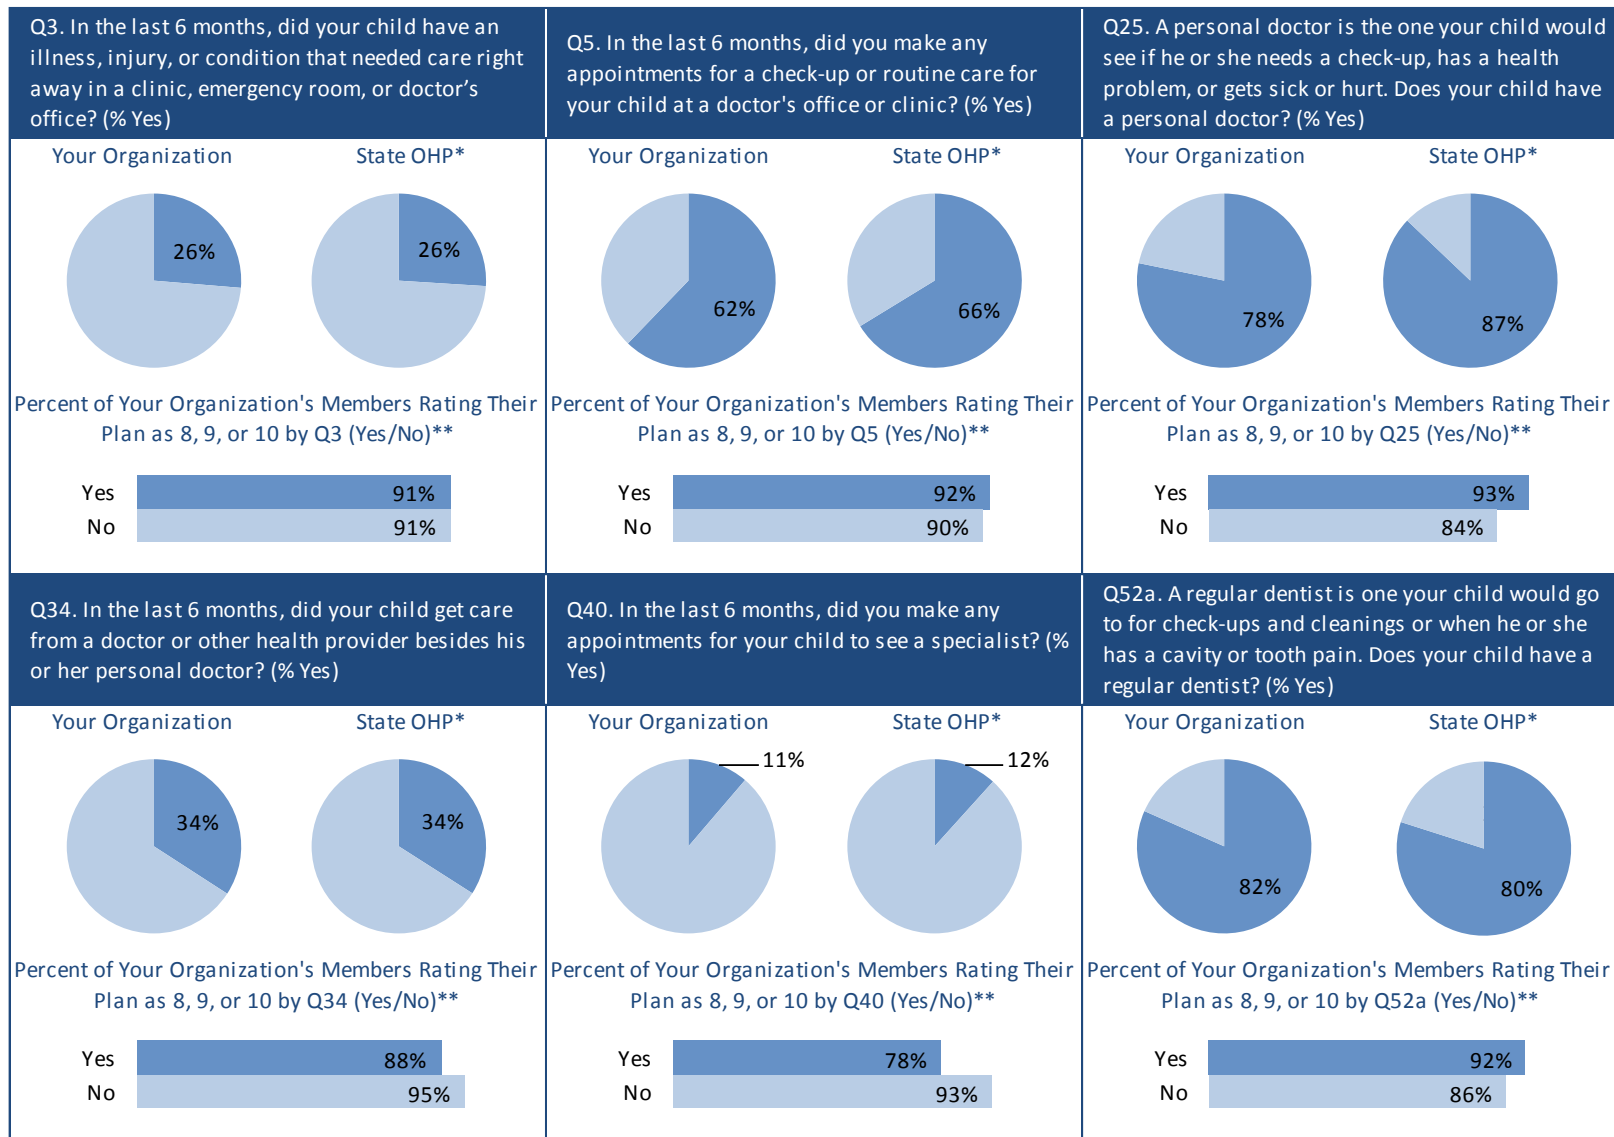 Q3. In the last 6 months, did your child have an
illness, injury, or condition that needed care right
away in a clinic, emergency room, or doctor’s
office? (% Yes)
Your Organization State OHP*
26% 26%
Percent of Your Organization's Members Rating Their
Plan as 8, 9, or 10 by Q3 (Yes/No)**
Yes 91%
No 91%
Q5. In the last 6 months, did you make any
appointments for a check-up or routine care for
your child at a doctor's office or clinic? (% Yes)
Your Organization State OHP*
62% 66%
Percent of Your Organization's Members Rating Their
Plan as 8, 9, or 10 by Q5 (Yes/No)**
Yes 92%
No 90%
Q25. A personal doctor is the one your child would
see if he or she needs a check-up, has a health
problem, or gets sick or hurt. Does your child have
a personal doctor? (% Yes)
Your Organization State OHP*
78% 87%
Percent of Your Organization's Members Rating Their
Plan as 8, 9, or 10 by Q25 (Yes/No)**
Yes 93%
No 84%
Q34. In the last 6 months, did your child get care
from a doctor or other health provider besides his
or her personal doctor? (% Yes)
Your Organization State OHP*
34% 34%
Percent of Your Organization's Members Rating Their
Plan as 8, 9, or 10 by Q34 (Yes/No)**
Yes 88%
No 95%
Q40. In the last 6 months, did you make any
appointments for your child to see a specialist? (%
Yes)
Your Organization State OHP*
11% 12%
Percent of Your Organization's Members Rating Their
Plan as 8, 9, or 10 by Q40 (Yes/No)**
Yes 78%
No 93%
Q52a. A regular dentist is one your child would go
to for check-ups and cleanings or when he or she
has a cavity or tooth pain. Does your child have a
regular dentist? (% Yes)
Your Organization State OHP*
82% 80%
Percent of Your Organization's Members Rating Their
Plan as 8, 9, or 10 by Q52a (Yes/No)**
Yes 92%
No 86%